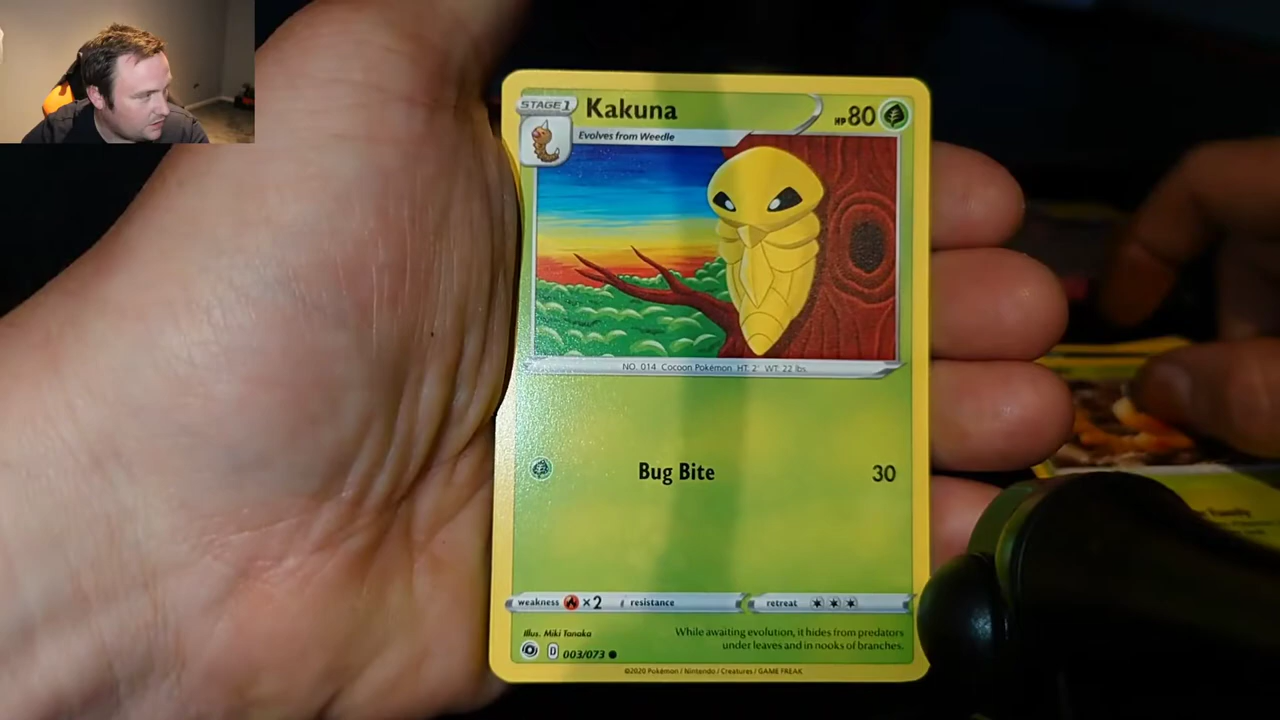 STAGE 1
Kakuna
HP 80
Evolves from Weedle
NO. 014 Cocoon Pokémon HT: 2' WT: 22 lbs.
Bug Bite 30
weakness ×2 resistance retreat
Illus. Miki Tanaka
While awaiting evolution, it hides from predators
under leaves and in nooks of branches.
D 003/073
©2020 Pokémon / Nintendo / Creatures / GAME FREAK
Family